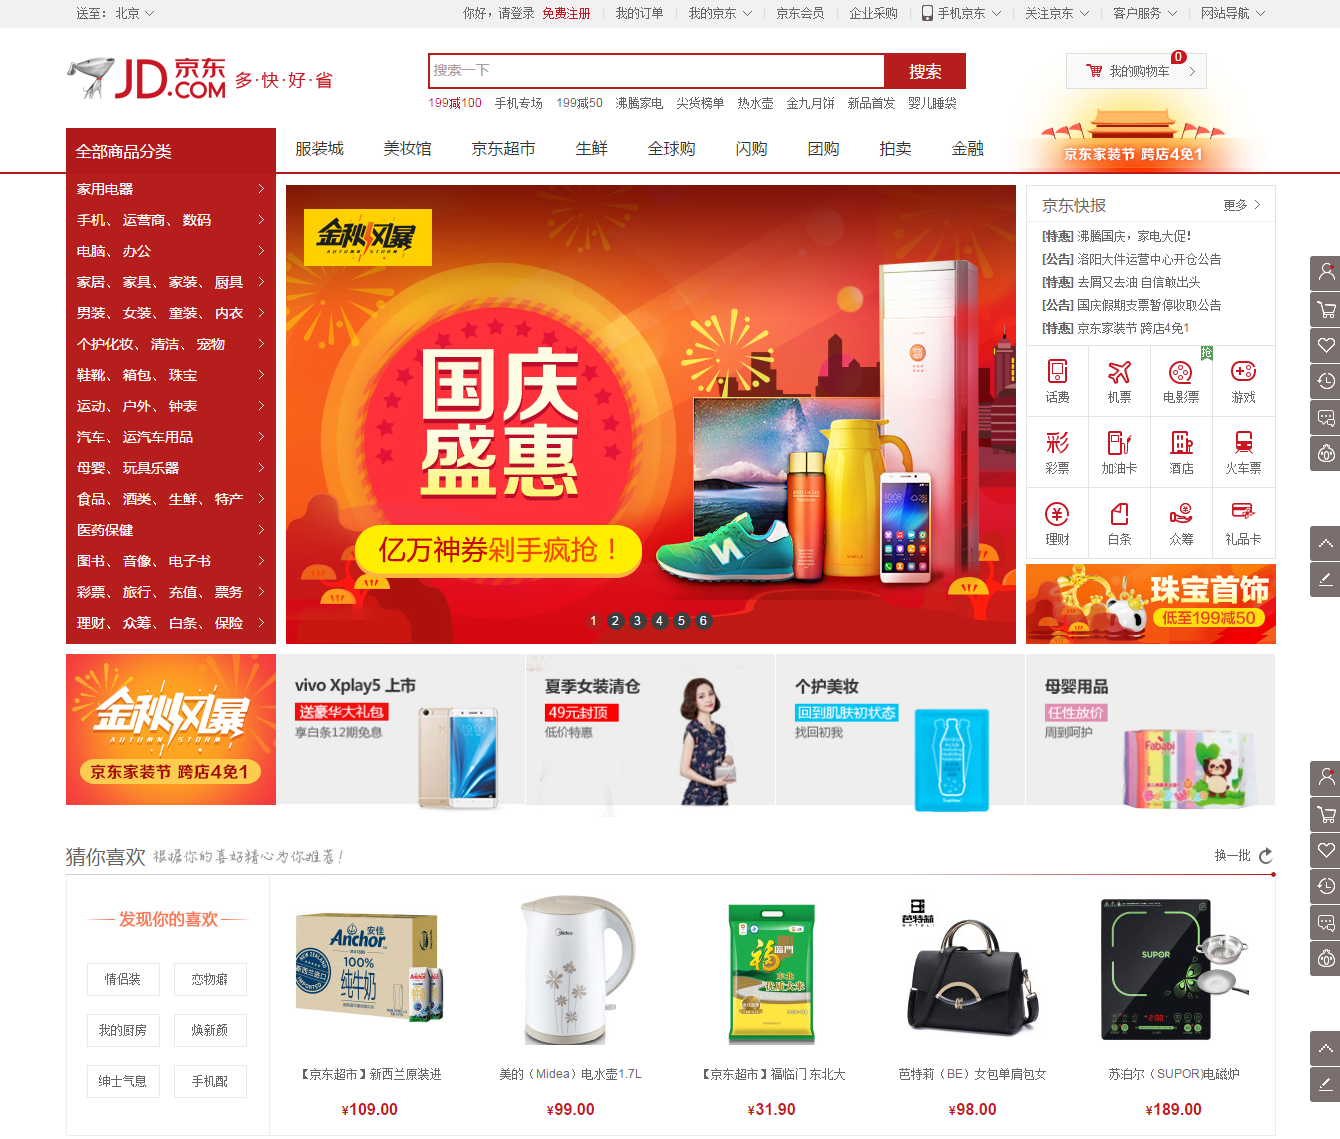 送至： 北京
你好，请登录 免费注册 我的订单 我的京东 京东会员 企业采购 手机京东 关注京东 客户服务 网站导航
JD.COM 京东
多·快·好·省
搜索一下
搜索
我的购物车
0
199减100 手机专场 199减50 沸腾家电 尖货榜单 热水壶 金九月饼 新品首发 婴儿睡袋
全部商品分类
服装城 美妆馆 京东超市 生鲜 全球购 闪购 团购 拍卖 金融
京东家装节 跨店4免1
家用电器
手机、 运营商、 数码
电脑、 办公
家居、 家具、 家装、 厨具
男装、 女装、 童装、 内衣
个护化妆、 清洁、 宠物
鞋靴、 箱包、 珠宝
运动、 户外、 钟表
汽车、 运汽车用品
母婴、 玩具乐器
食品、 酒类、 生鲜、 特产
医药保健
图书、 音像、 电子书
彩票、 旅行、 充值、 票务
理财、 众筹、 白条、 保险
金秋风暴
AUTUMN STORM
国庆
盛惠
亿万神券剁手疯抢！
1 2 3 4 5 6
京东快报
更多
[特惠] 沸腾国庆，家电大促！
[公告] 洛阳大件运营中心开仓公告
[特惠] 去屑又去油 自信敢出头
[公告] 国庆假期支票暂停收取公告
[特惠] 京东家装节 跨店4免1
抢
话费 机票 电影票 游戏
彩
彩票 加油卡 酒店 火车票
理财 白条 众筹 礼品卡
珠宝首饰
低至199减50
金秋风暴
AUTUMN STORM
京东家装节 跨店4免1
vivo Xplay5 上市
送豪华大礼包
享白条12期免息
夏季女装清仓
49元封顶
低价特惠
个护美妆
回到肌肤初状态
找回初我
母婴用品
任性放价
周到呵护
Fababi
猜你喜欢 根据你的喜好精心为你推荐！
换一批
发现你的喜欢
情侣装 恋物癖
我的厨房 焕新颜
绅士气息 手机配
安佳
Anchor
100%
纯牛奶
Midea
福临门
东北
优质大米
芭特莉
SUPOR
【京东超市】新西兰原装进
¥109.00
美的（Midea）电水壶1.7L
¥99.00
【京东超市】福临门 东北大
¥31.90
芭特莉（BE）女包单肩包女
¥98.00
苏泊尔（SUPOR)电磁炉
¥189.00